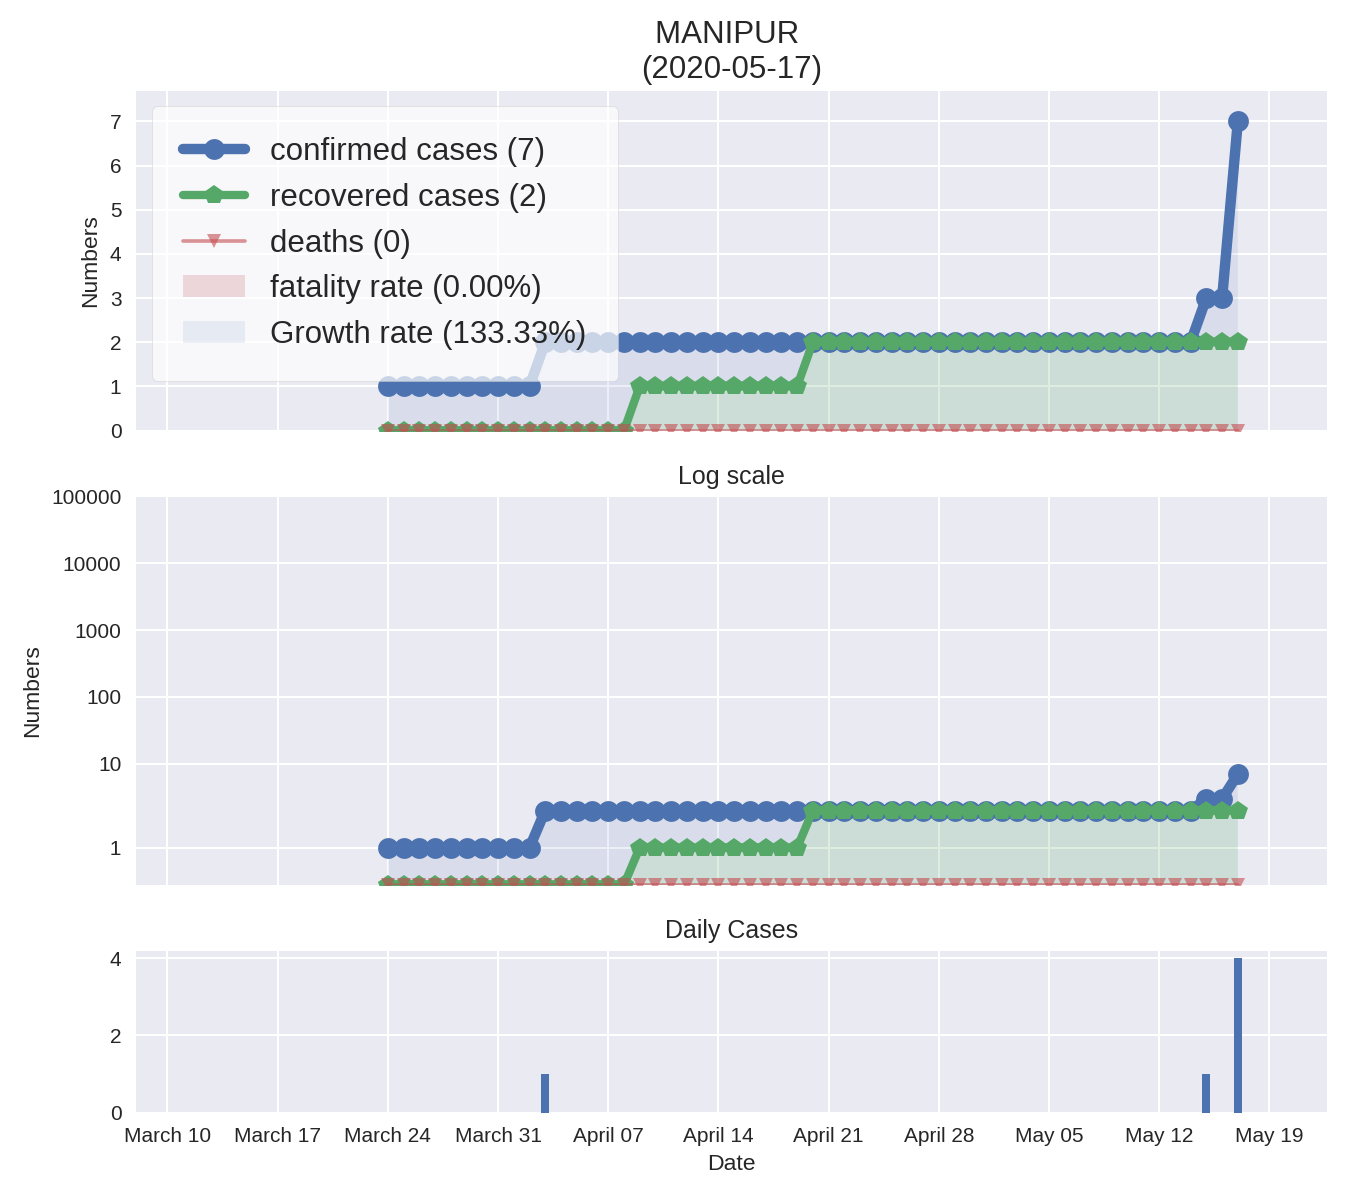 MANIPUR
(2020-05-17)
7
6
5
4
3
2
1
0
Numbers
confirmed cases (7)
recovered cases (2)
deaths (0)
fatality rate (0.00%)
Growth rate (133.33%)
Log scale
100000
10000
1000
100
10
1
Numbers
Daily Cases
4
2
0
March 10 March 17 March 24 March 31 April 07 April 14 April 21 April 28 May 05 May 12 May 19
Date